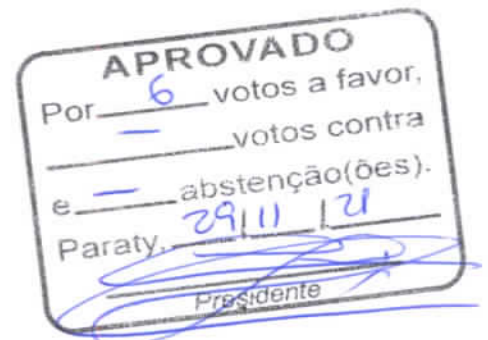 APROVADO
Por 6 votos a favor,
— votos contra
e — abstenção(ões).
Paraty, 29/11/21
Presidente